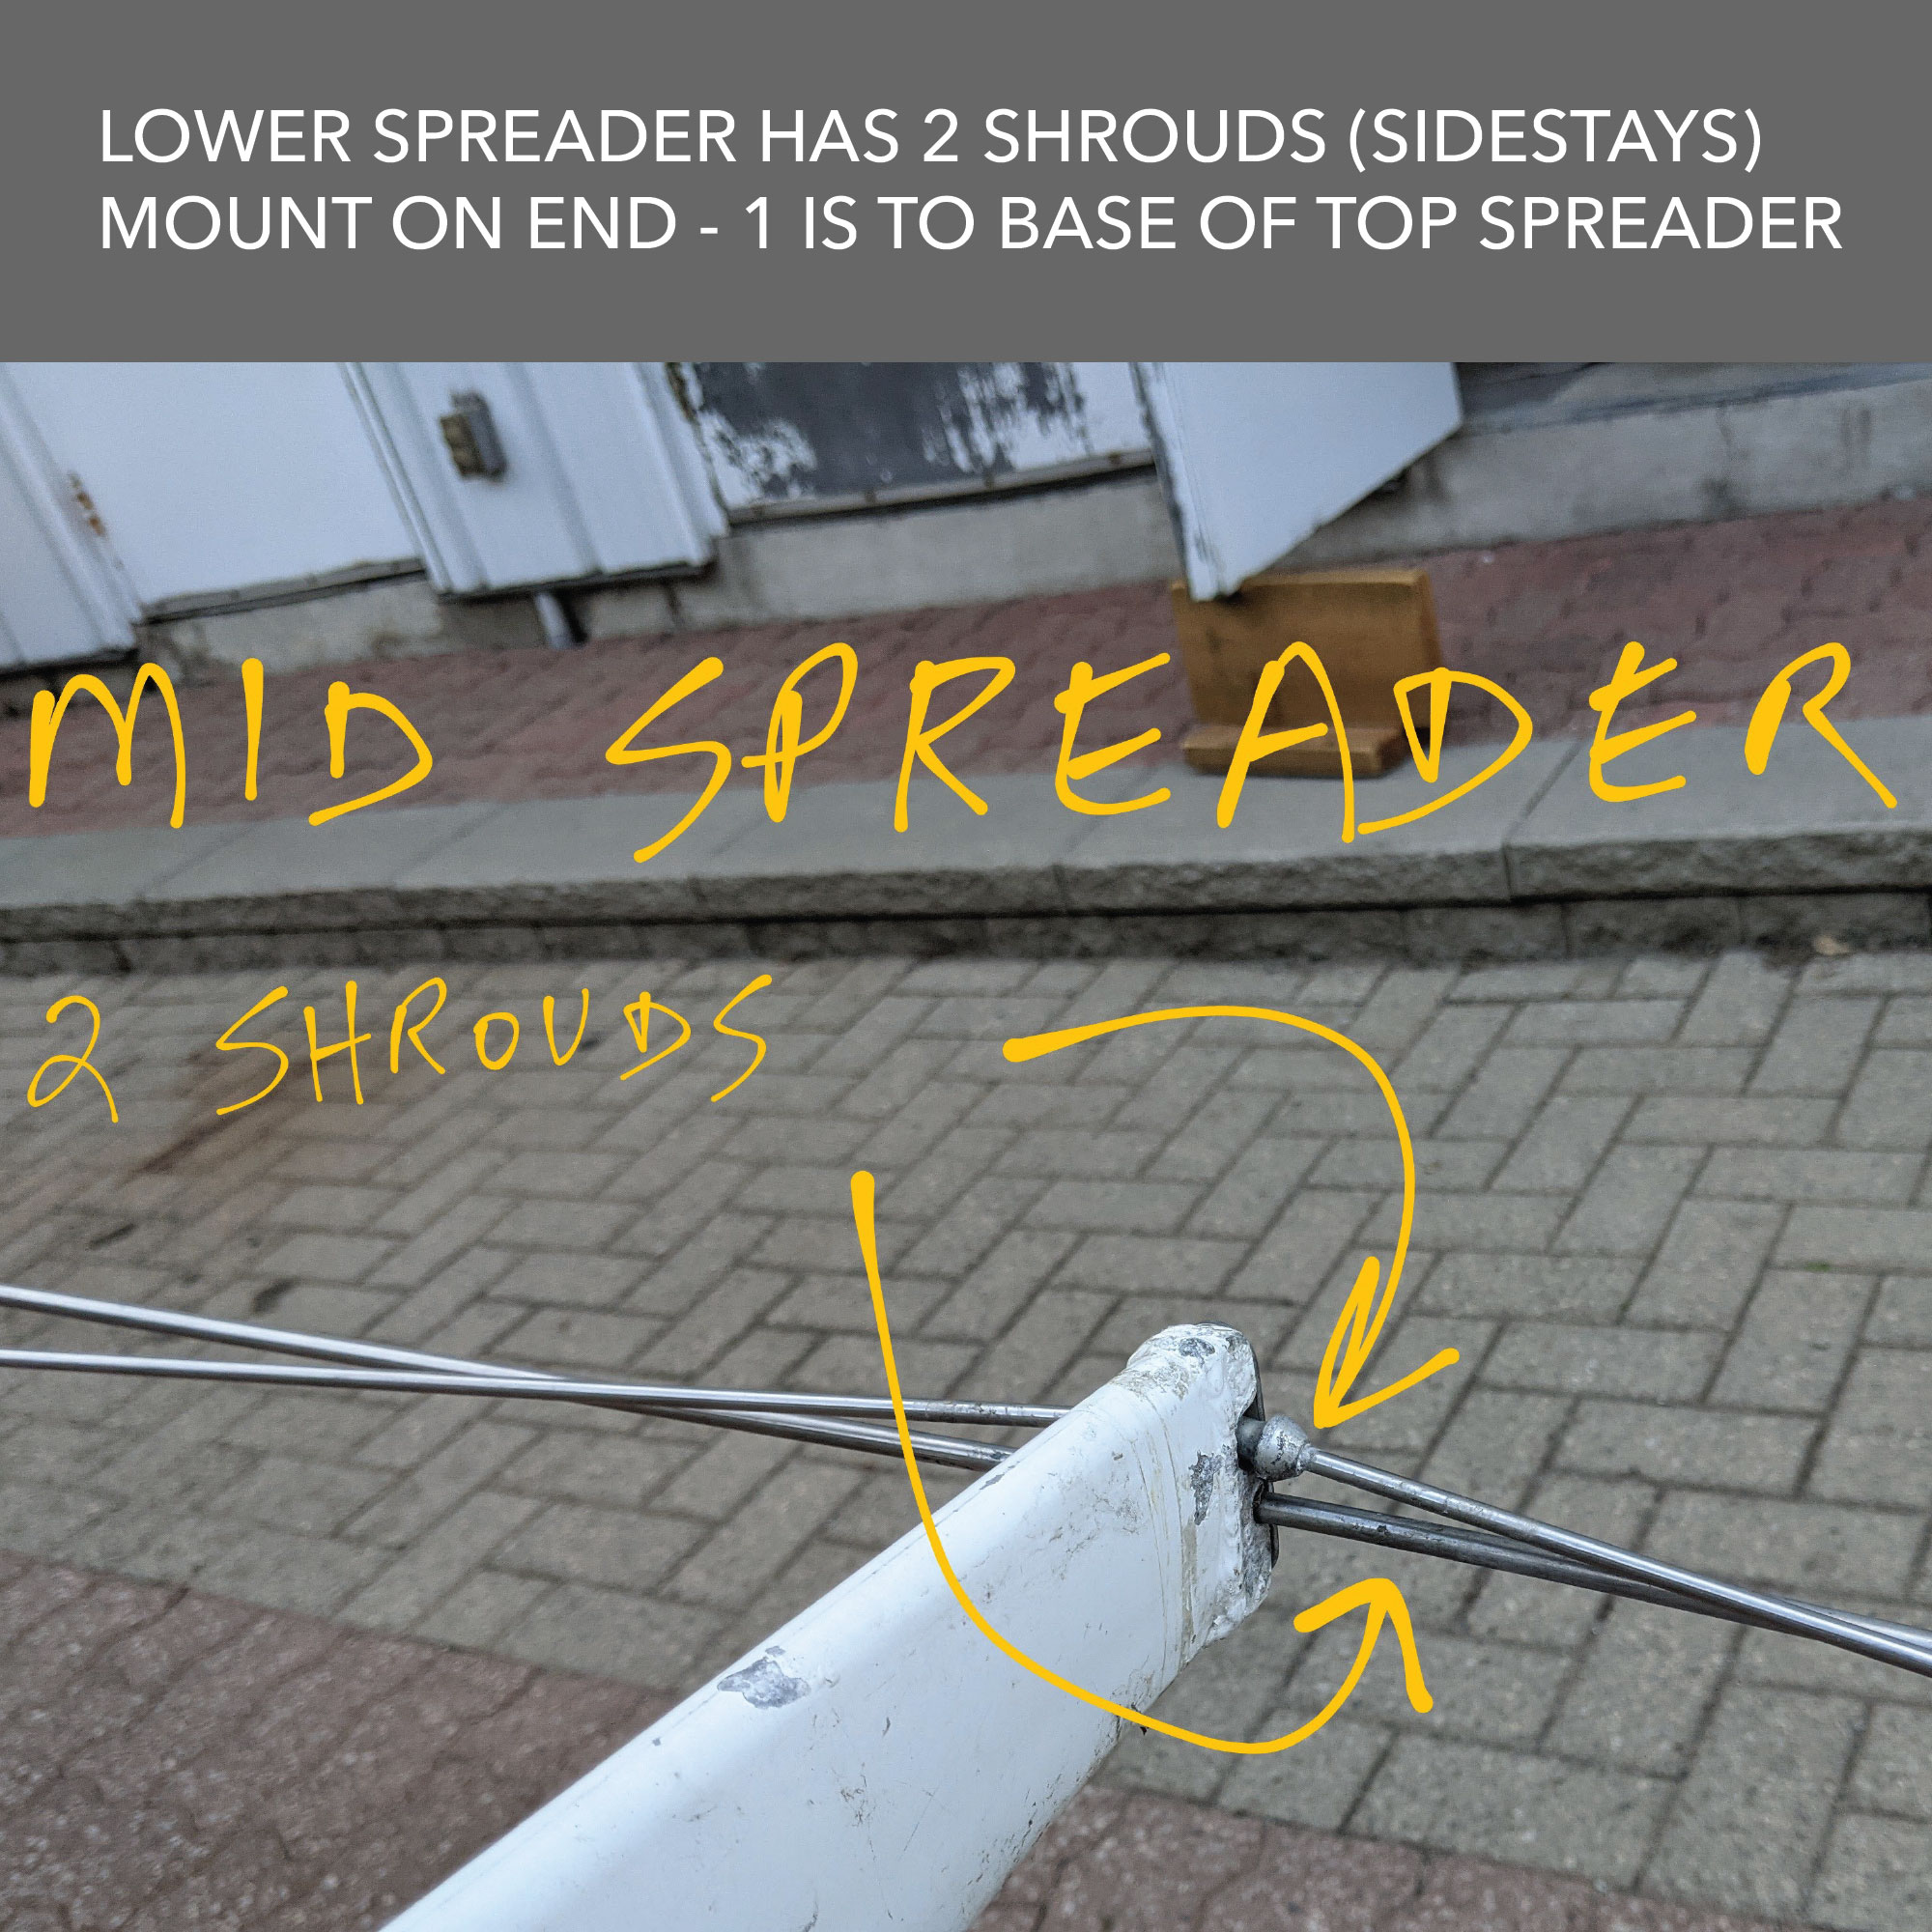 LOWER SPREADER HAS 2 SHROUDS (SIDESTAYS)
MOUNT ON END - 1 IS TO BASE OF TOP SPREADER
MID SPREADER
2 SHROUDS